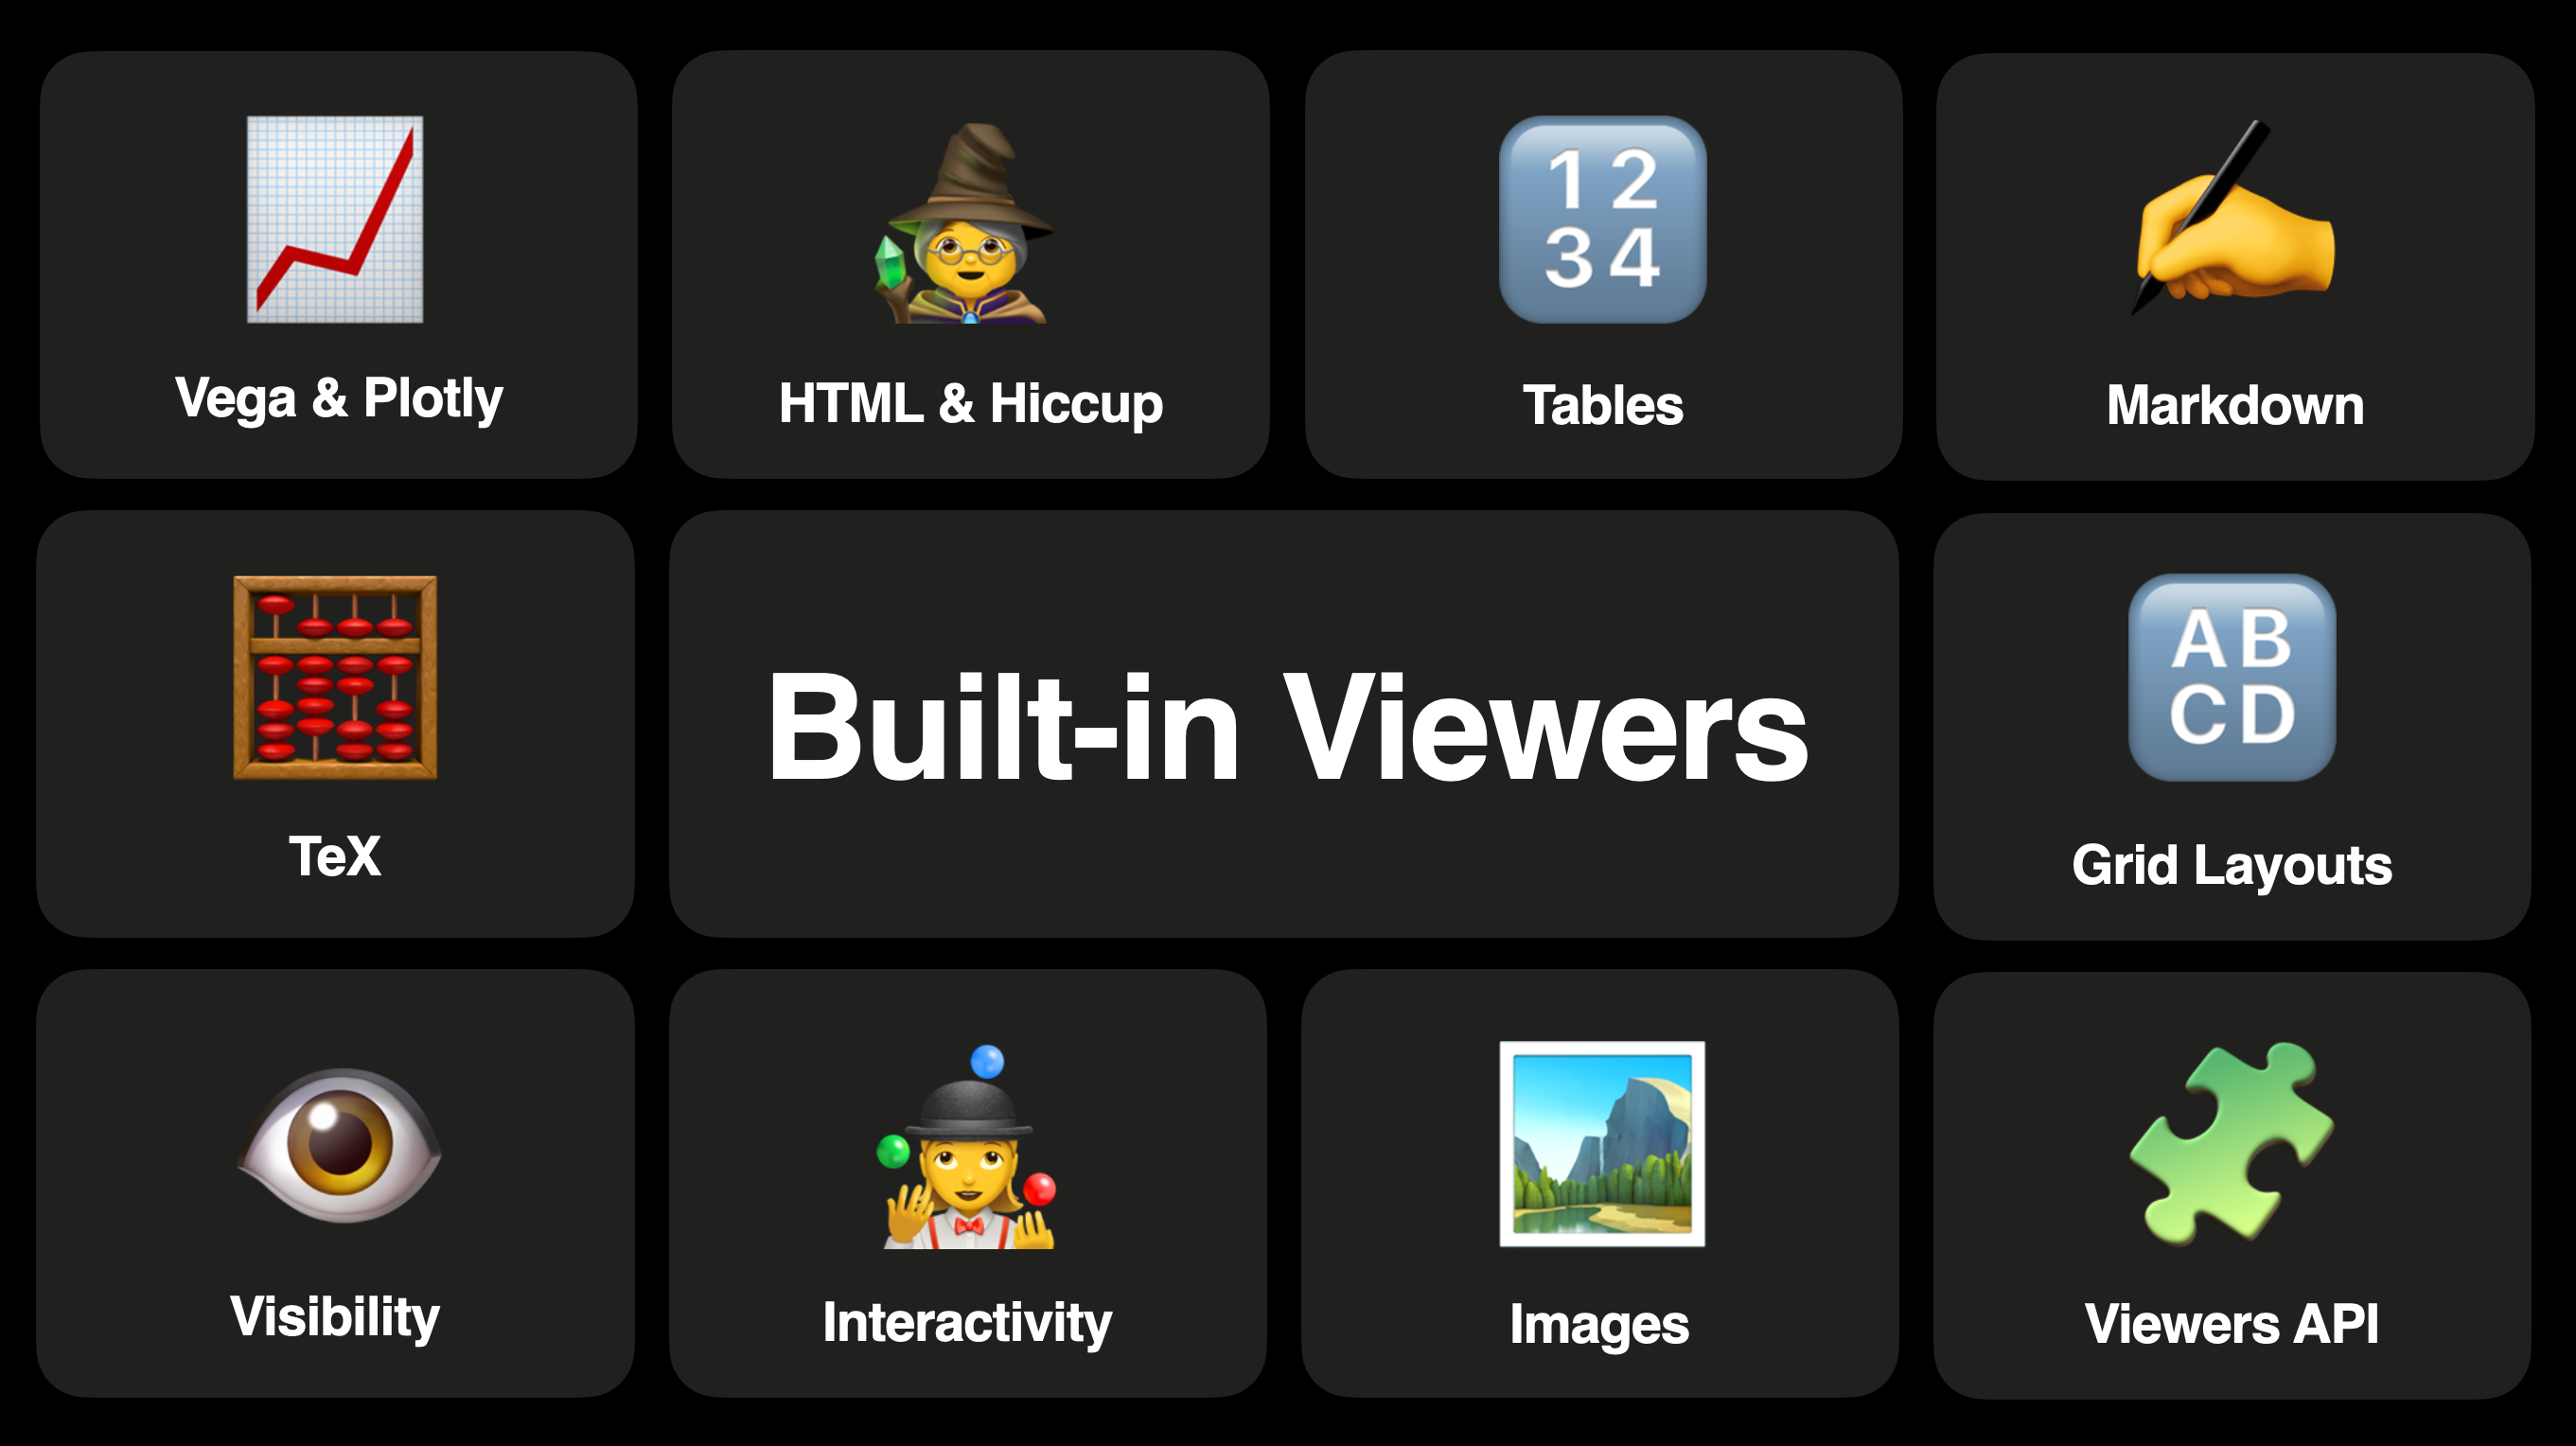 Vega & Plotly
HTML & Hiccup
1 2
3 4
Tables
Markdown
TeX
Built-in Viewers
A B
C D
Grid Layouts
Visibility
Interactivity
Images
Viewers API